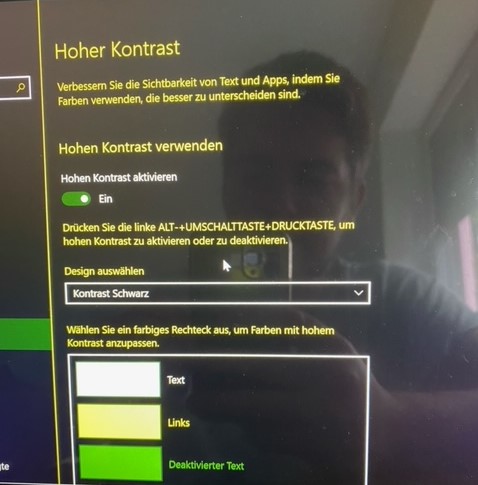 Hoher Kontrast
Verbessern Sie die Sichtbarkeit von Text und Apps, indem Sie
Farben verwenden, die besser zu unterscheiden sind.
Hohen Kontrast verwenden
Hohen Kontrast aktivieren
Ein
Drücken Sie die linke ALT-+UMSCHALTTASTE+DRUCKTASTE, um
hohen Kontrast zu aktivieren oder zu deaktivieren.
Design auswählen
Kontrast Schwarz
Wählen Sie ein farbiges Rechteck aus, um Farben mit hohem
Kontrast anzupassen.
Text
Links
Deaktivierter Text